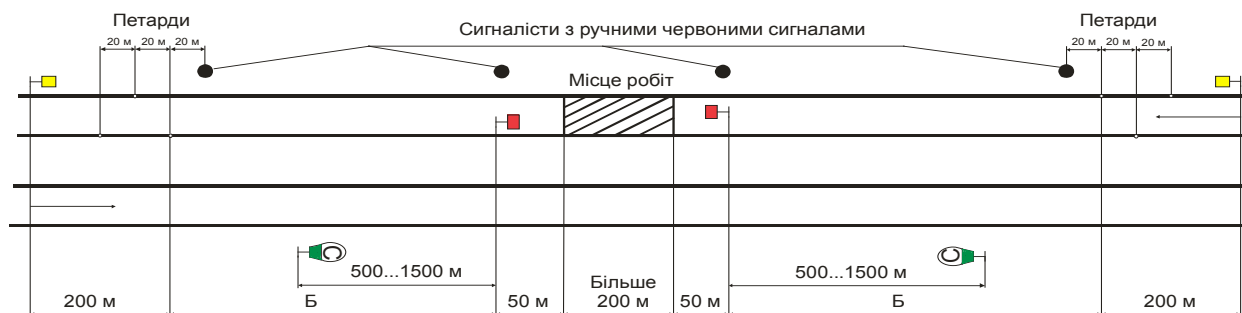 Петарди
20 м 20 м 20 м
Сигналісти з ручними червоними сигналами
Петарди
20 м 20 м 20 м
Місце робіт
С
С
500...1500 м
500...1500 м
200 м
Б
50 м
Більше
200 м
50 м
Б
200 м